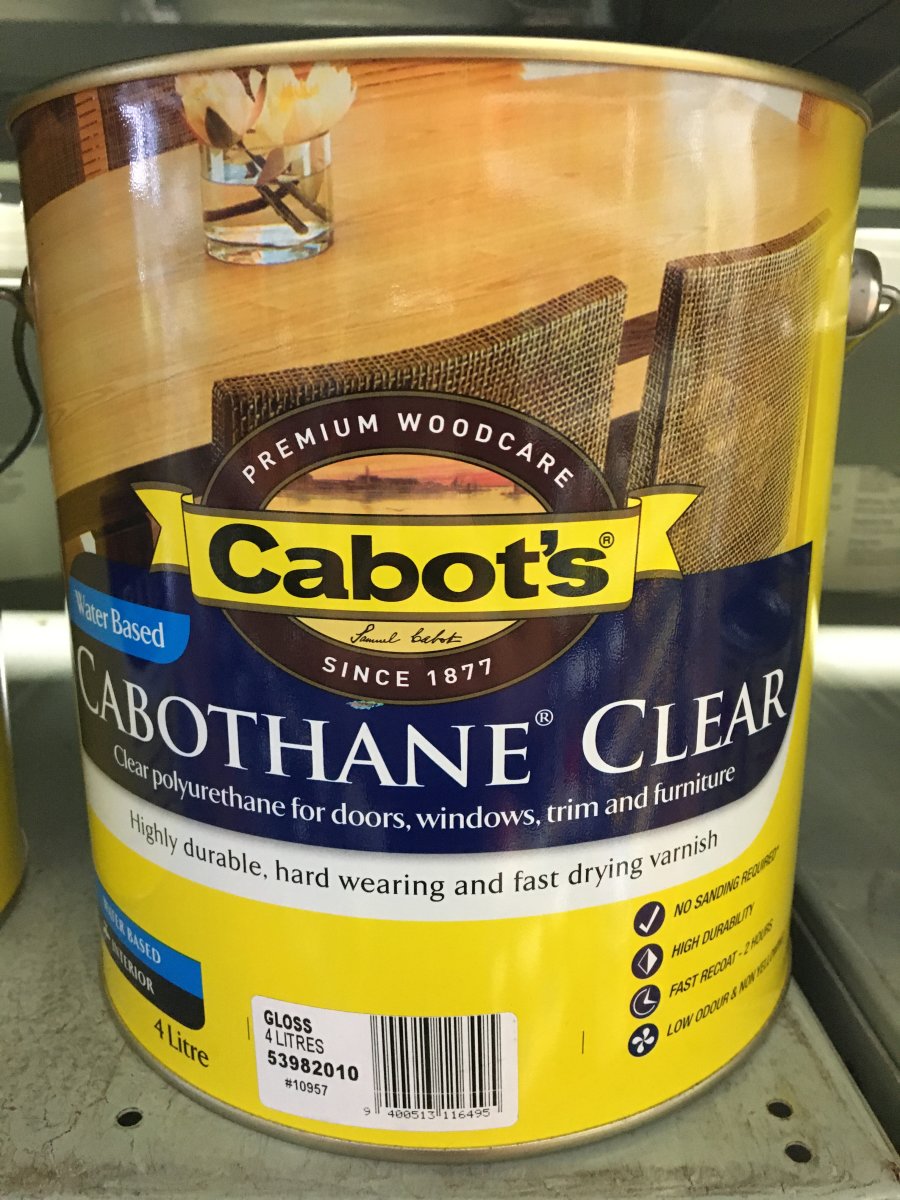 PREMIUM WOODCARE
Cabot's®
Samuel Cabot
SINCE 1877
Water Based
CABOTHANE® CLEAR
Clear polyurethane for doors, windows, trim and furniture
Highly durable, hard wearing and fast drying varnish
NO SANDING REQUIRED*
HIGH DURABILITY
FAST RECOAT - 2 HOURS
LOW ODOUR & NON
WATER BASED
INTERIOR
4 Litre
GLOSS
4 LITRES
53982010
#10957
9 400513 116495